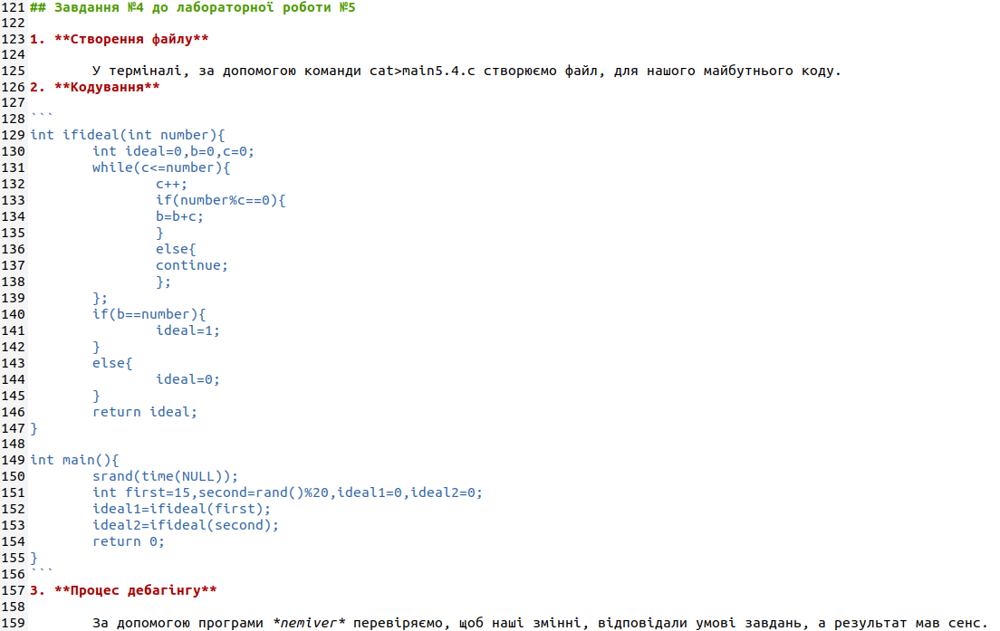 121 ## Завдання №4 до лабораторної роботи №5
122
123 1. **Створення файлу**
124
125 У терміналі, за допомогою команди cat>main5.4.c створюємо файл, для нашого майбутнього коду.
126 2. **Кодування**
127
128 ```
129 int ifideal(int number){
130 int ideal=0,b=0,c=0;
131 while(c<=number){
132 c++;
133 if(number%c==0){
134 b=b+c;
135 }
136 else{
137 continue;
138 };
139 };
140 if(b==number){
141 ideal=1;
142 }
143 else{
144 ideal=0;
145 }
146 return ideal;
147 }
148
149 int main(){
150 srand(time(NULL));
151 int first=15,second=rand()%20,ideal1=0,ideal2=0;
152 ideal1=ifideal(first);
153 ideal2=ifideal(second);
154 return 0;
155 }
156 ```
157 3. **Процес дебагінгу**
158
159 За допомогою програми *nemiver* перевіряємо, щоб наші змінні, відповідали умові завдань, а результат мав сенс.